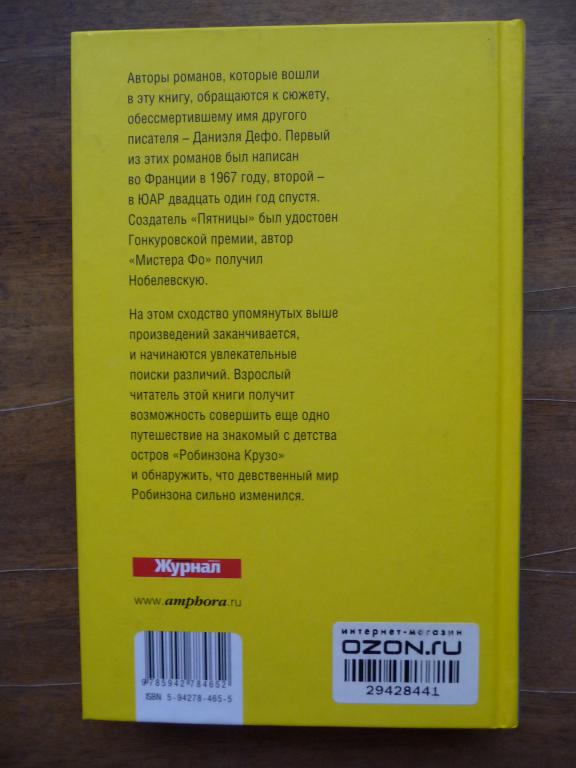 Авторы романов, которые вошли
в эту книгу, обращаются к сюжету,
обессмертившему имя другого
писателя – Даниэля Дефо. Первый
из этих романов был написан
во Франции в 1967 году, второй –
в ЮАР двадцать один год спустя.
Создатель «Пятницы» был удостоен
Гонкуровской премии, автор
«Мистера Фо» получил
Нобелевскую.
На этом сходство упомянутых выше
произведений заканчивается,
и начинаются увлекательные
поиски различий. Взрослый
читатель этой книги получит
возможность совершить еще одно
путешествие на знакомый с детства
остров «Робинзона Крузо»
и обнаружить, что девственный мир
Робинзона сильно изменился.
Журнал
www.amphora.ru
9 785942 784652
ISBN 5-94278-465-5
интернет-магазин
OZON.ru
29428441